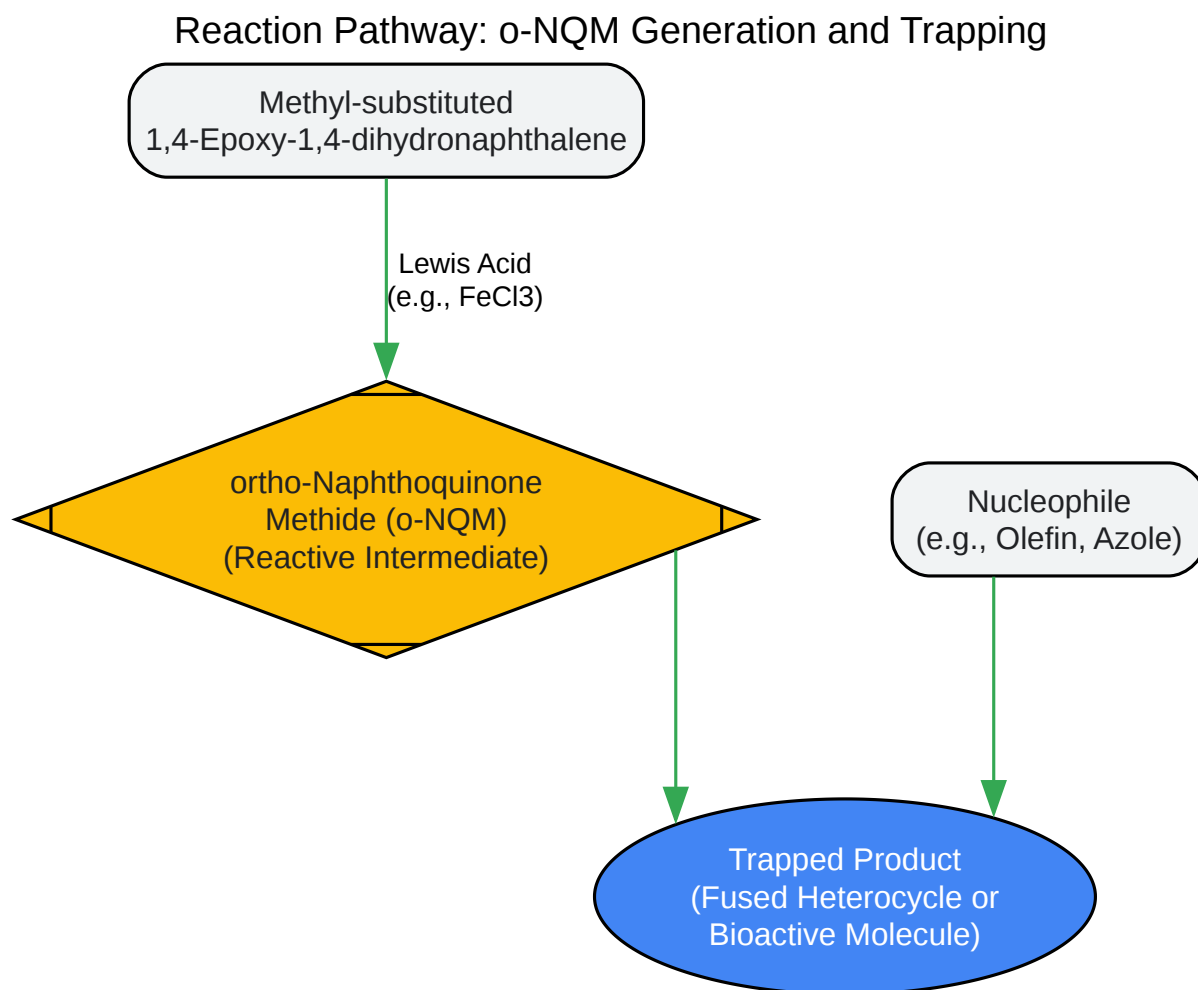 Reaction Pathway: o-NQM Generation and Trapping
Methyl-substituted
1,4-Epoxy-1,4-dihydronaphthalene
Lewis Acid
(e.g., FeCl3)
ortho-Naphthoquinone
Methide (o-NQM)
(Reactive Intermediate)
Nucleophile
(e.g., Olefin, Azole)
Trapped Product
(Fused Heterocycle or
Bioactive Molecule)